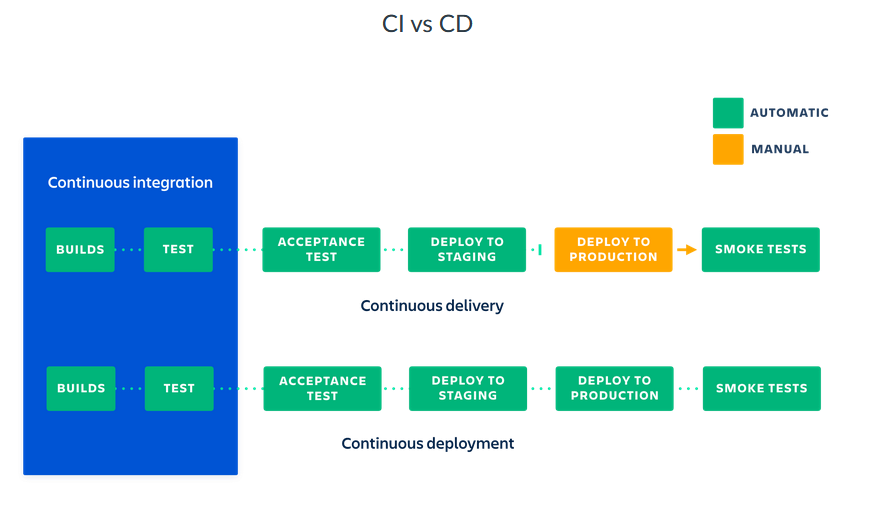 CI vs CD
AUTOMATIC
MANUAL
Continuous integration
BUILDS
TEST
ACCEPTANCE
TEST
DEPLOY TO
STAGING
DEPLOY TO
PRODUCTION
SMOKE TESTS
Continuous delivery
BUILDS
TEST
ACCEPTANCE
TEST
DEPLOY TO
STAGING
DEPLOY TO
PRODUCTION
SMOKE TESTS
Continuous deployment